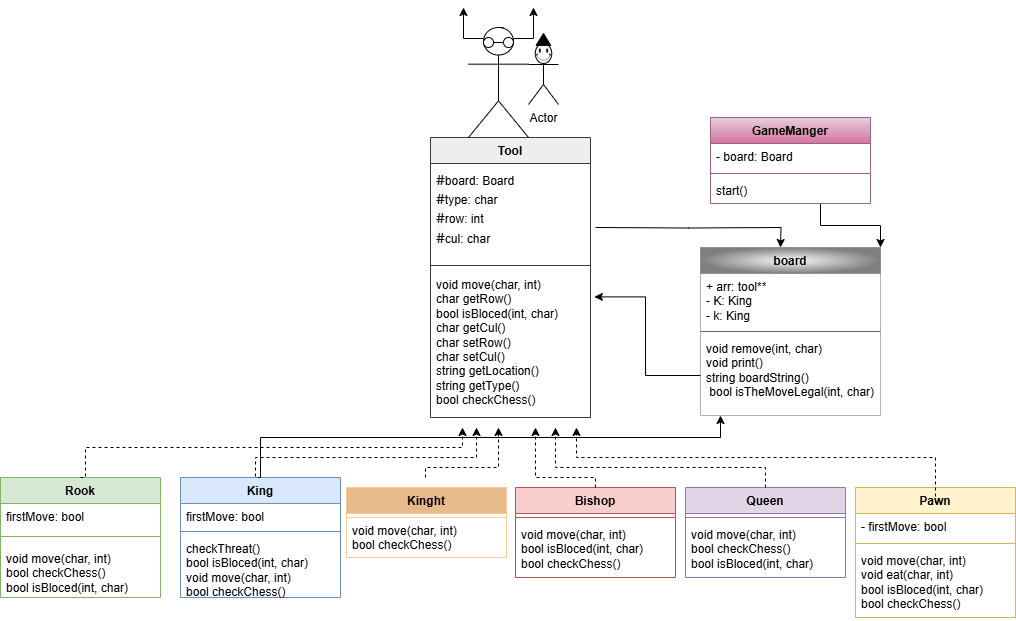 Actor
Tool
#board: Board
#type: char
#row: int
#cul: char
void move(char, int)
char getRow()
bool isBloced(int, char)
char getCul()
char setRow()
char setCul()
string getLocation()
string getType()
bool checkChess()
GameManger
- board: Board
start()
board
+ arr: tool**
- K: King
- k: King
void remove(int, char)
void print()
string boardString()
bool isTheMoveLegal(int, char)
Rook
firstMove: bool
void move(char, int)
bool checkChess()
bool isBloced(int, char)
King
firstMove: bool
checkThreat()
bool isBloced(int, char)
void move(char, int)
bool checkChess()
Kinght
void move(char, int)
bool checkChess()
Bishop
void move(char, int)
bool isBloced(int, char)
bool checkChess()
Queen
void move(char, int)
bool checkChess()
bool isBloced(int, char)
Pawn
- firstMove: bool
void move(char, int)
void eat(char, int)
bool isBloced(int, char)
bool checkChess()